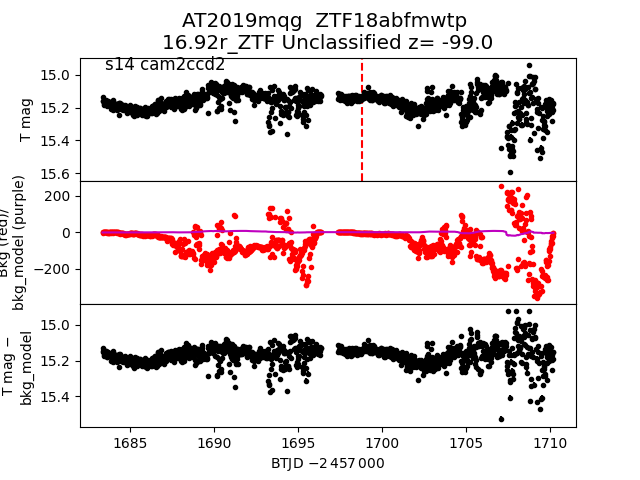 AT2019mqg  ZTF18abfmwtp
16.92r_ZTF Unclassified z= -99.0
s14 cam2ccd2
15.0
15.2
15.4
15.6
T mag
200
0
−200
Bkg (red)/
bkg_model (purple)
15.0
15.2
15.4
T mag −
bkg_model
1685
1690
1695
1700
1705
1710
BTJD −2 457 000